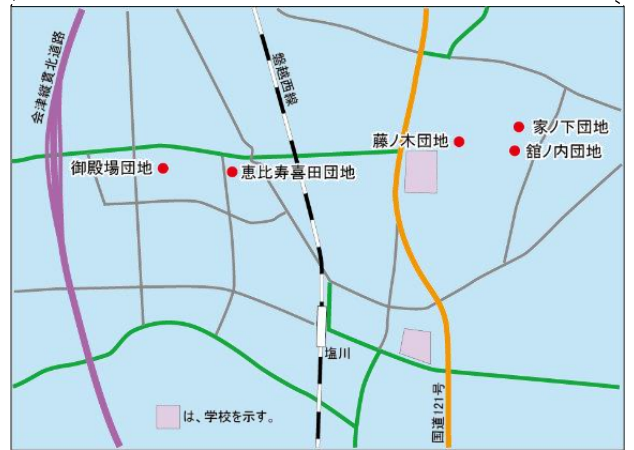 会津縦貫北道路
磐越西線
家ノ下団地
藤ノ木団地
舘ノ内団地
御殿場団地
恵比寿喜田団地
塩川
国道121号
は、学校を示す。